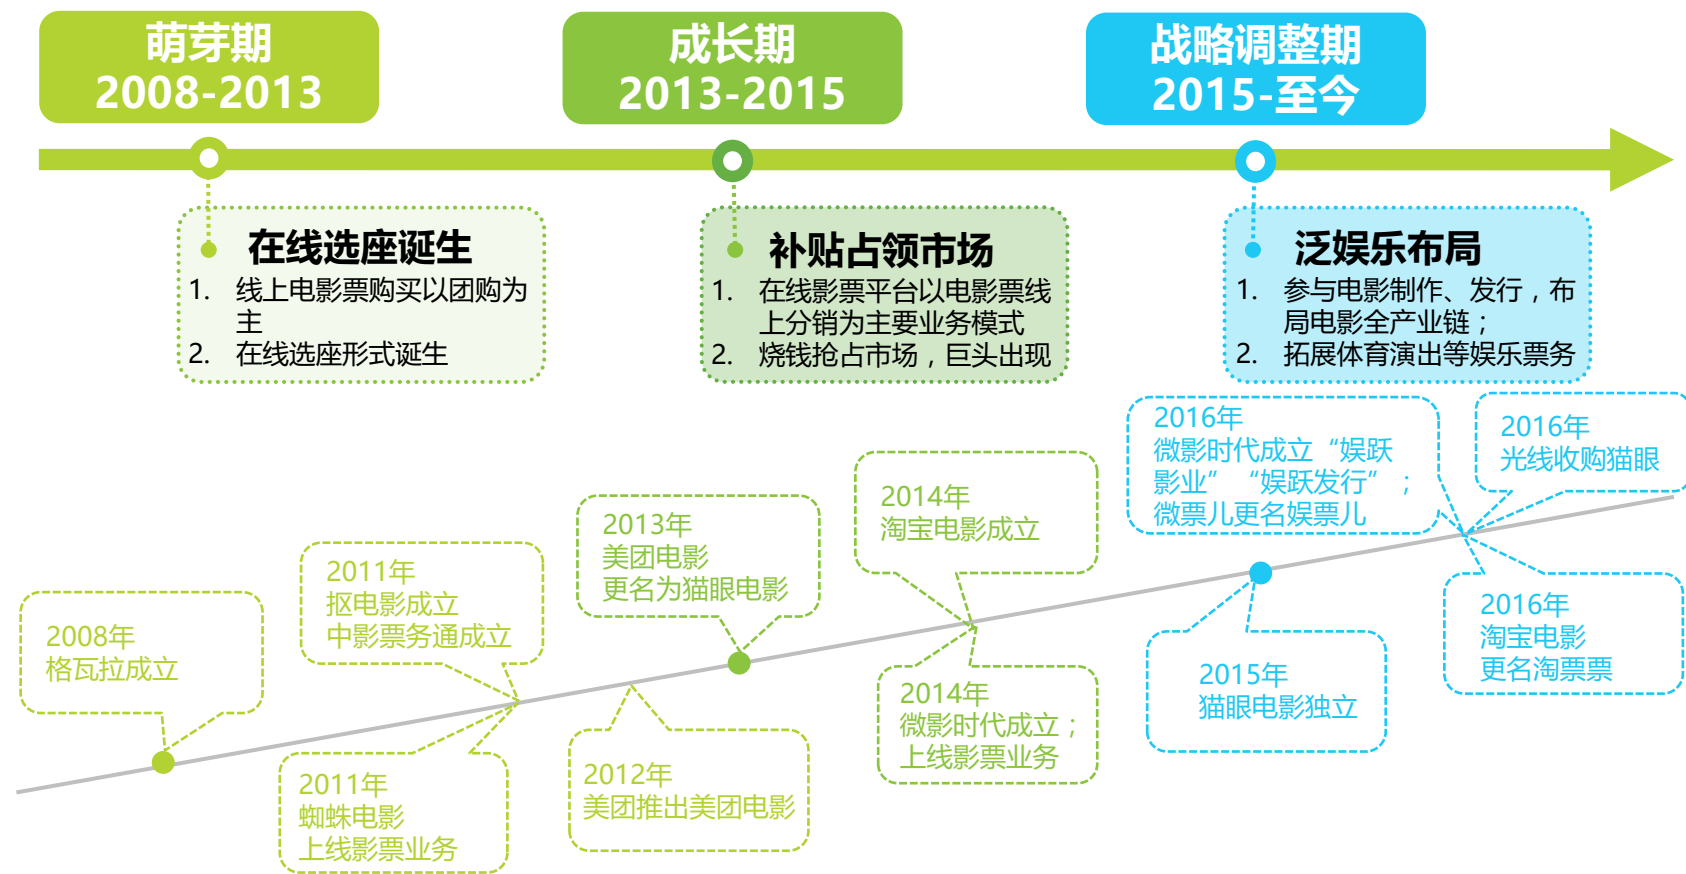 萌芽期
2008-2013
成长期
2013-2015
战略调整期
2015-至今
在线选座诞生
1. 线上电影票购买以团购为
主
2. 在线选座形式诞生
补贴占领市场
1. 在线影票平台以电影票线
上分销为主要业务模式
2. 烧钱抢占市场，巨头出现
泛娱乐布局
1. 参与电影制作、发行，布
局电影全产业链；
2. 拓展体育演出等娱乐票务
2008年
格瓦拉成立
2011年
抠电影成立
中影票务通成立
2011年
蜘蛛电影
上线影票业务
2012年
美团推出美团电影
2013年
美团电影
更名为猫眼电影
2014年
淘宝电影成立
2014年
微影时代成立；
上线影票业务
2015年
猫眼电影独立
2016年
微影时代成立“娱跃
影业”“娱跃发行”；
微票儿更名娱票儿
2016年
光线收购猫眼
2016年
淘宝电影
更名淘票票